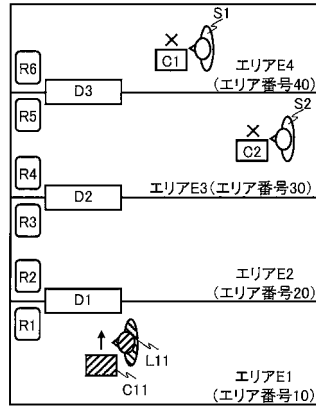 S1
R6
C1
エリアE4
(エリア番号40)
D3
R5
S2
C2
R4
エリアE3(エリア番号30)
D2
R3
R2
エリアE2
(エリア番号20)
D1
R1
L11
C11
エリアE1
(エリア番号10)